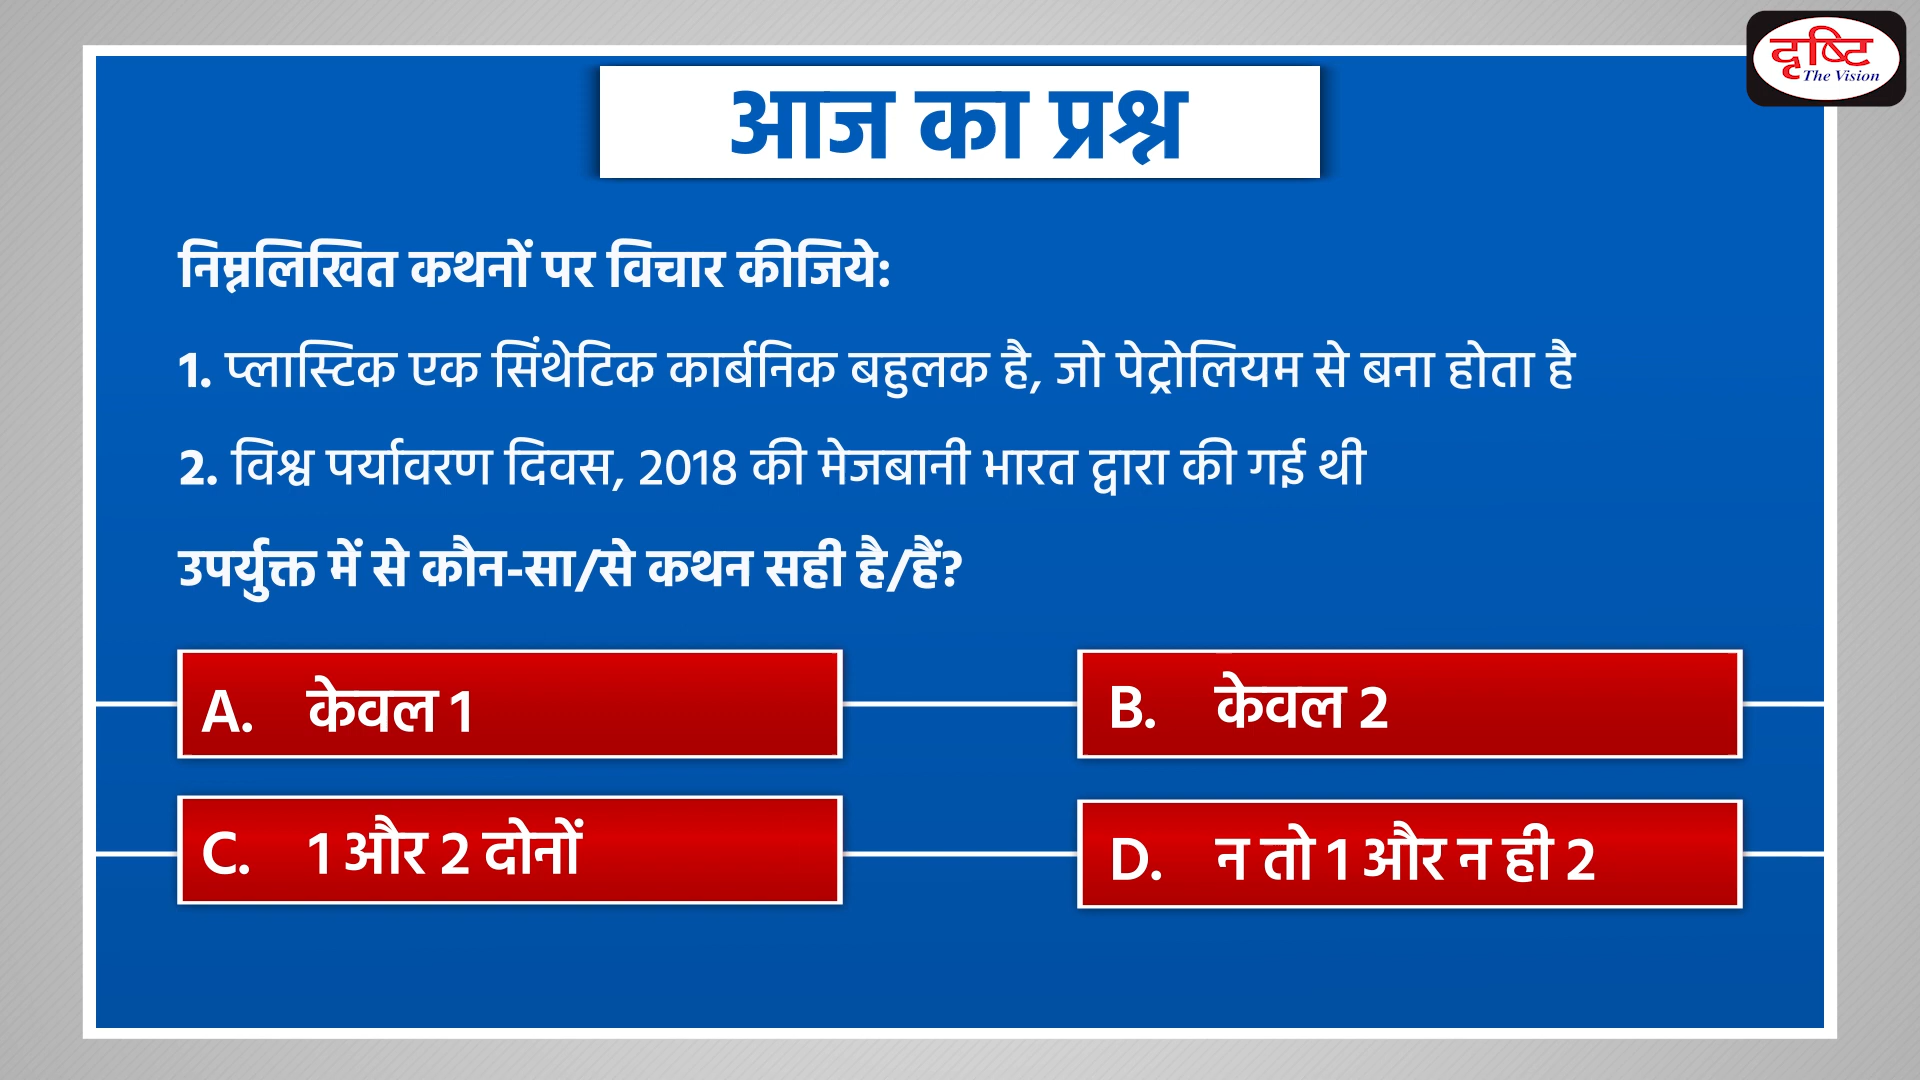 दृष्टि
The Vision
आज का प्रश्न
निम्नलिखित कथनों पर विचार कीजिये:
1. प्लास्टिक एक सिंथेटिक कार्बनिक बहुलक है, जो पेट्रोलियम से बना होता है
2. विश्व पर्यावरण दिवस, 2018 की मेजबानी भारत द्वारा की गई थी
उपर्युक्त में से कौन-सा/से कथन सही है/हैं?
A. केवल 1
B. केवल 2
C. 1 और 2 दोनों
D. न तो 1 और न ही 2